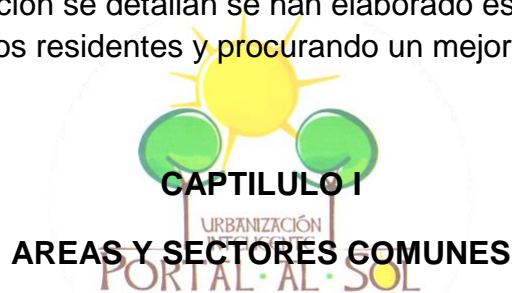 ción se detallan se han elaborado es
os residentes y procurando un mejor
CAPTILULO I
URBANIZACIÓN
AREAS Y SECTORES COMUNES
PORTAL · AL · SOL